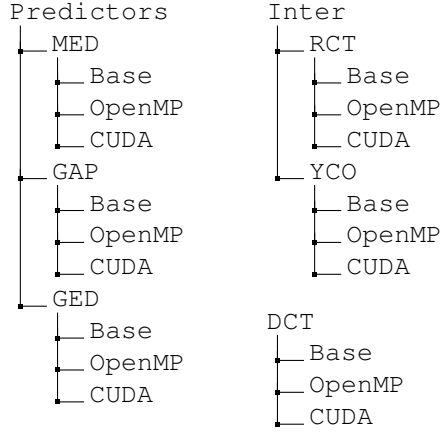 Predictors
MED
Base
OpenMP
CUDA
GAP
Base
OpenMP
CUDA
GED
Base
OpenMP
CUDA
Inter
RCT
Base
OpenMP
CUDA
YCO
Base
OpenMP
CUDA
DCT
Base
OpenMP
CUDA